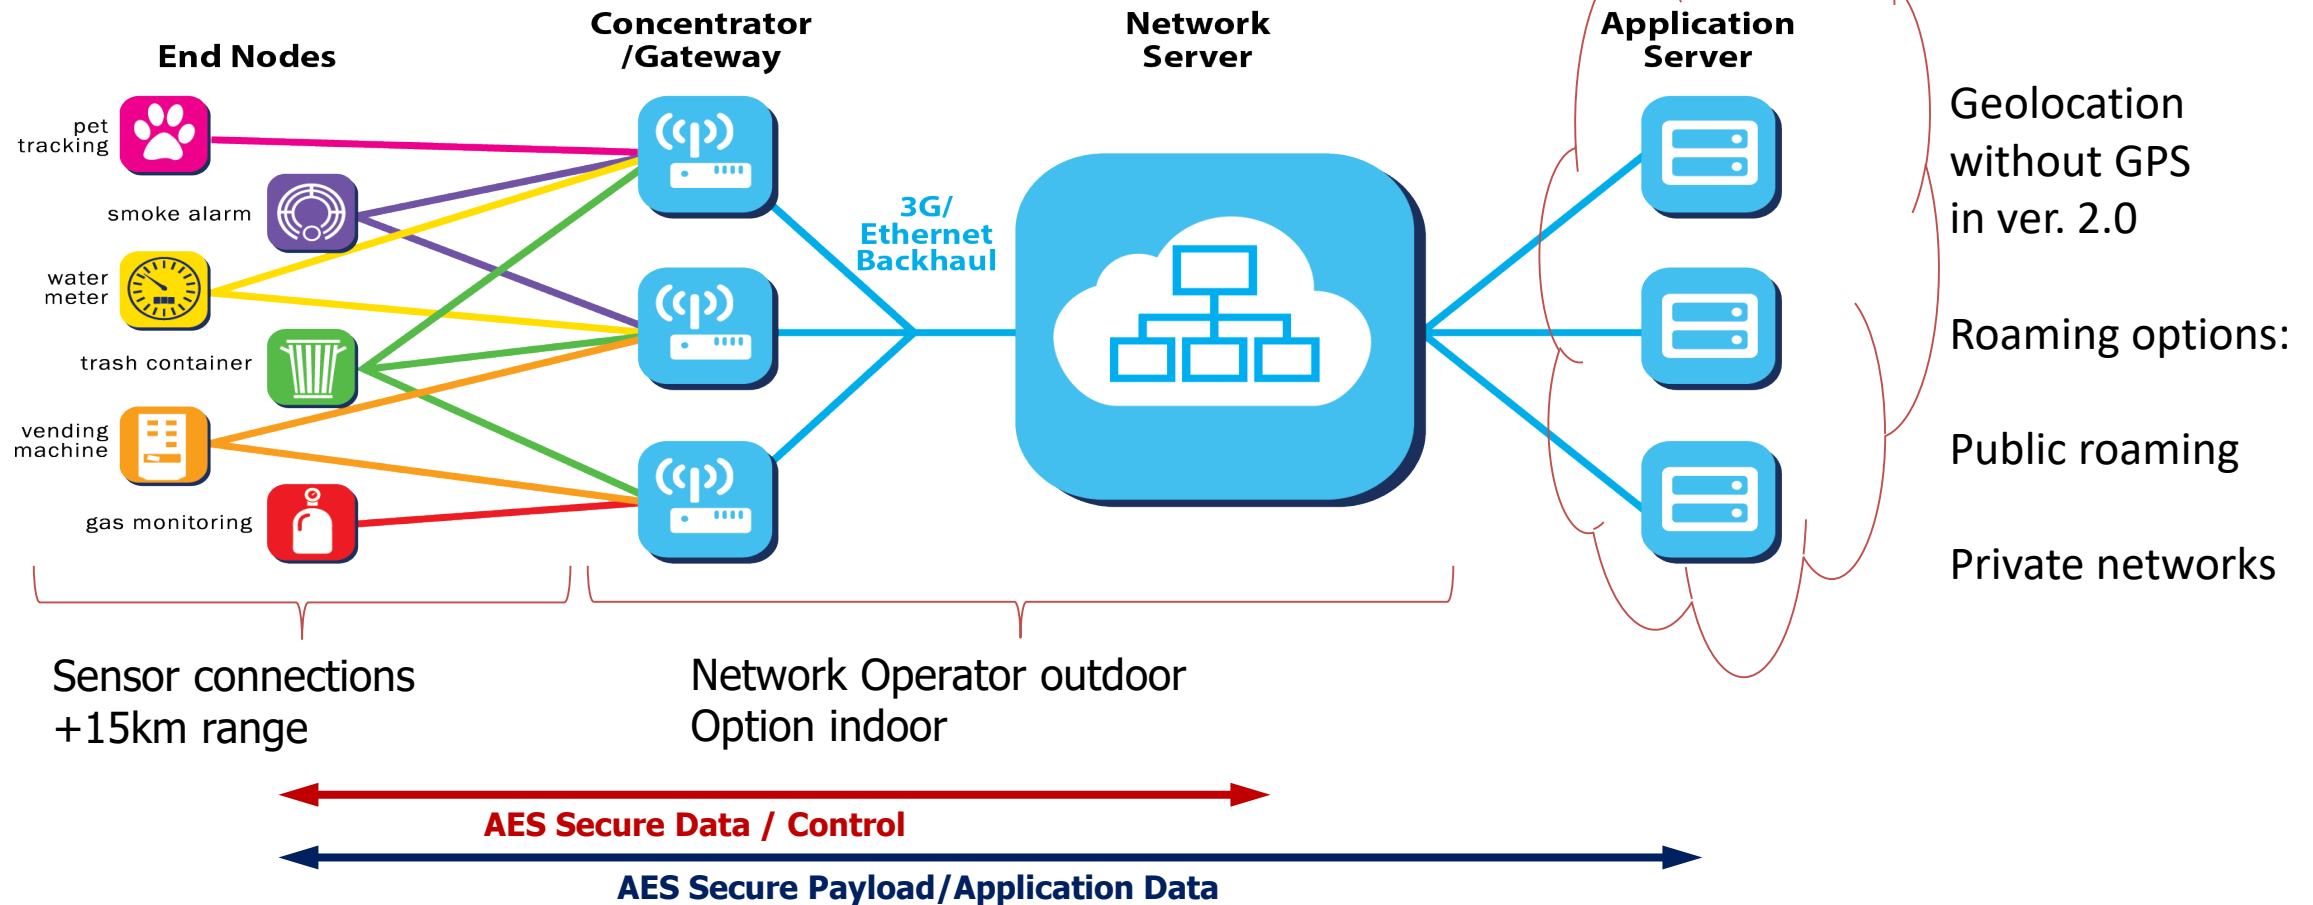 End Nodes
Concentrator
/Gateway
Network
Server
Application
Server
pet
tracking
smoke alarm
water
meter
trash container
vending
machine
gas monitoring
3G/
Ethernet
Backhaul
Geolocation
without GPS
in ver. 2.0
Roaming options:
Public roaming
Private networks
Sensor connections
+15km range
Network Operator outdoor
Option indoor
AES Secure Data / Control
AES Secure Payload/Application Data